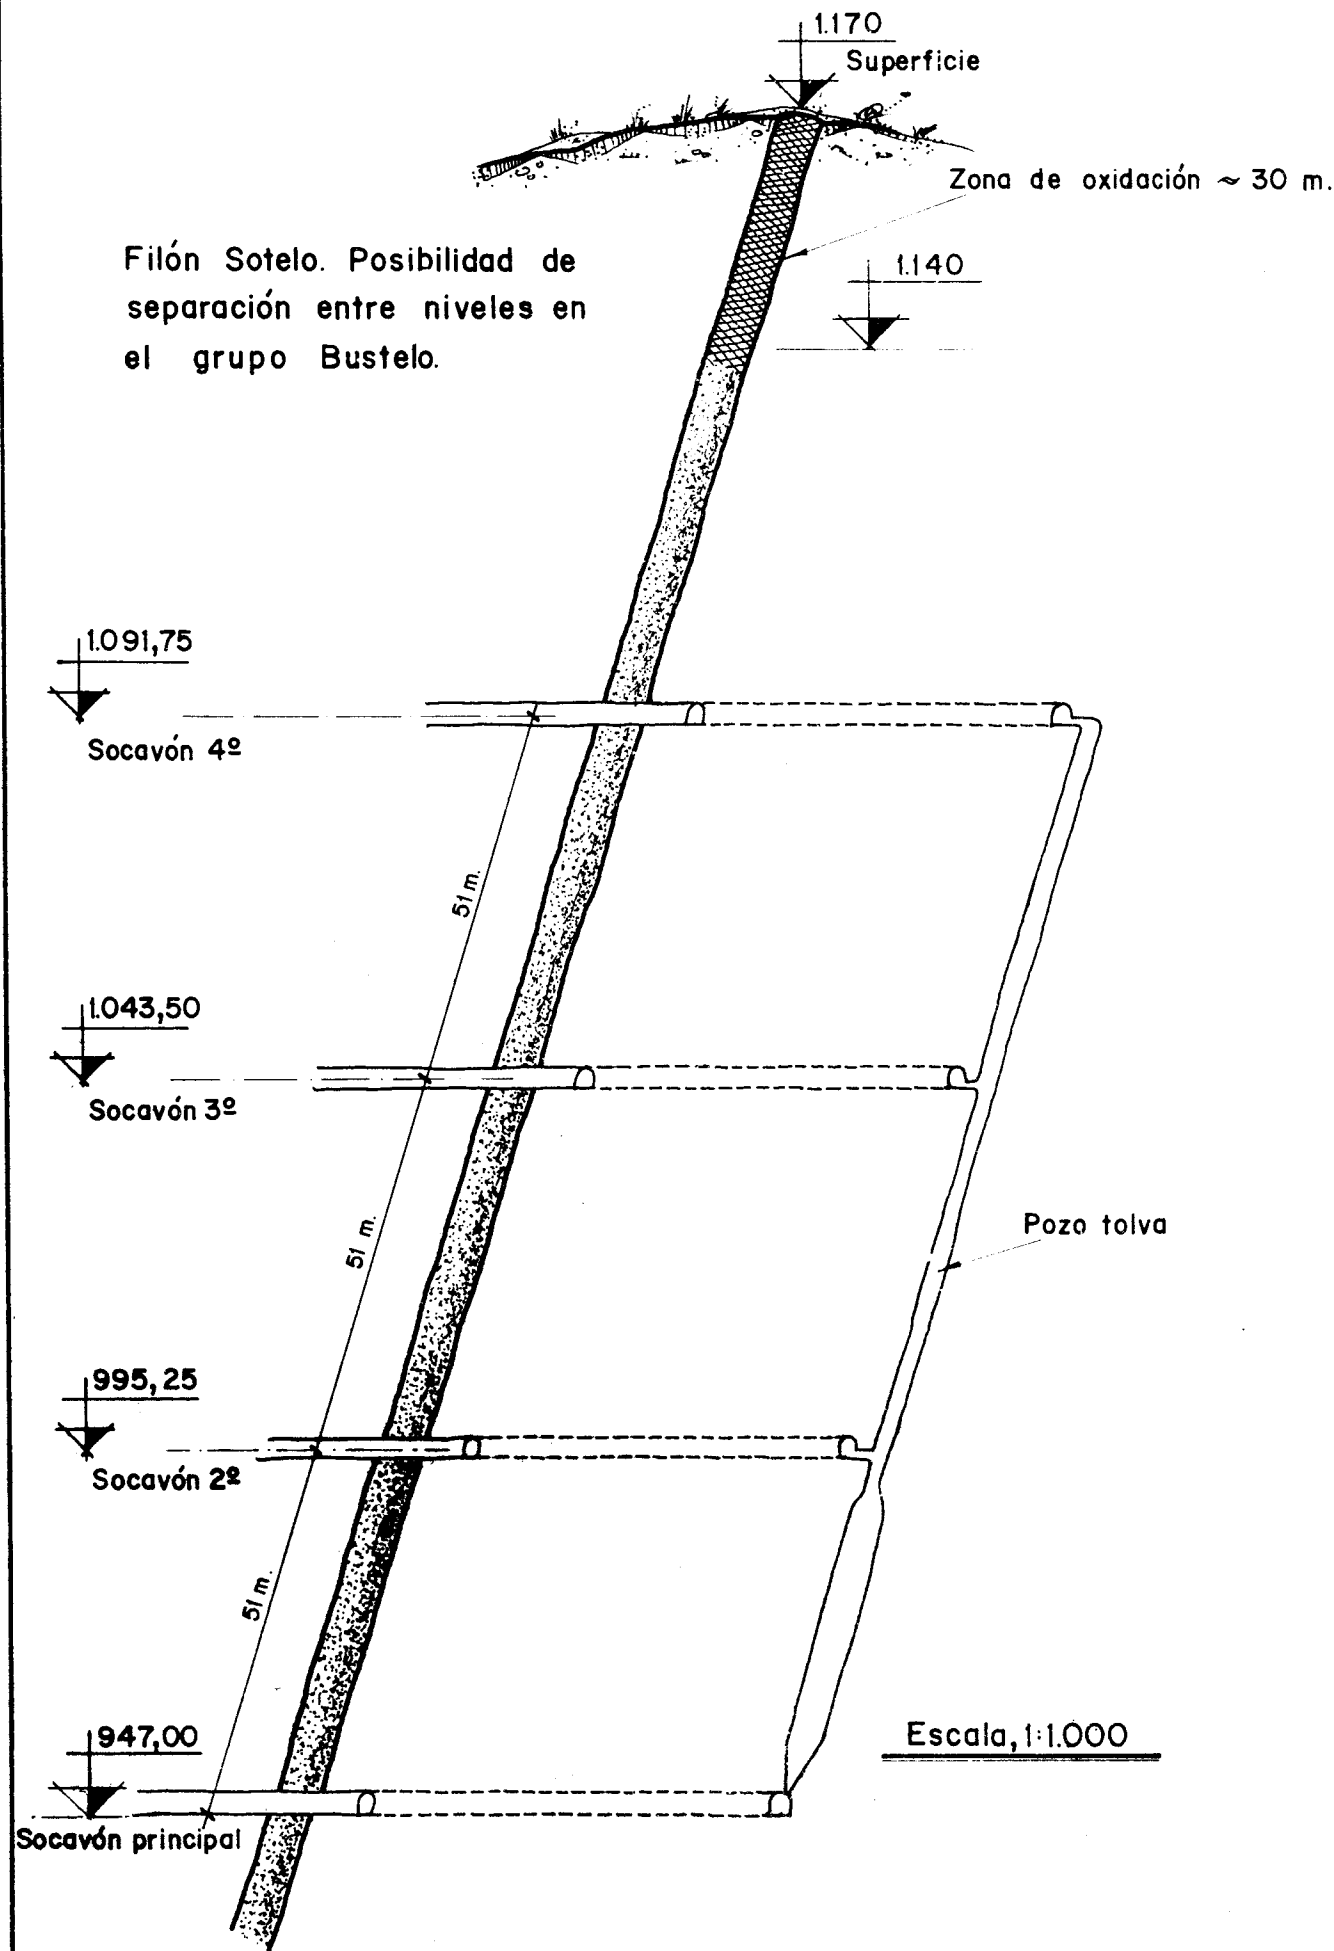 1.170
Superficie
Zona de oxidación ~ 30 m.
Filón Sotelo. Posibilidad de
separación entre niveles en
el grupo Bustelo.
1.140
1.091,75
Socavón 4º
51 m.
1.043,50
Socavón 3º
51 m.
Pozo tolva
995,25
Socavón 2º
51 m.
947,00
Escala, 1:1.000
Socavón principal